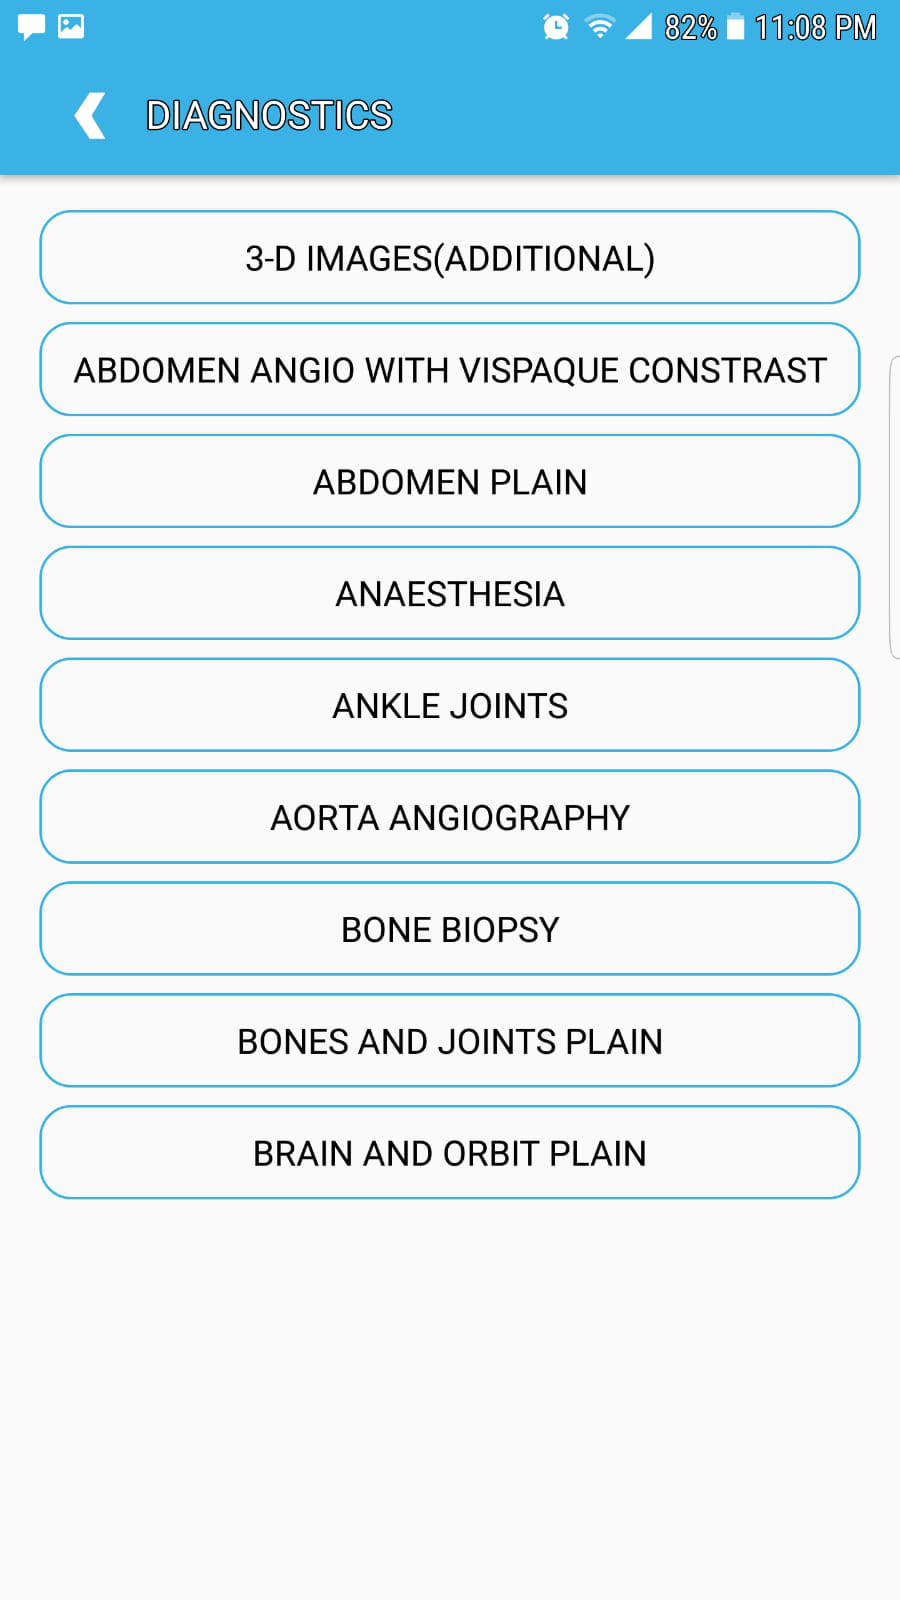 82% 11:08 PM
DIAGNOSTICS
3-D IMAGES(ADDITIONAL)
ABDOMEN ANGIO WITH VISPAQUE CONSTRAST
ABDOMEN PLAIN
ANAESTHESIA
ANKLE JOINTS
AORTA ANGIOGRAPHY
BONE BIOPSY
BONES AND JOINTS PLAIN
BRAIN AND ORBIT PLAIN